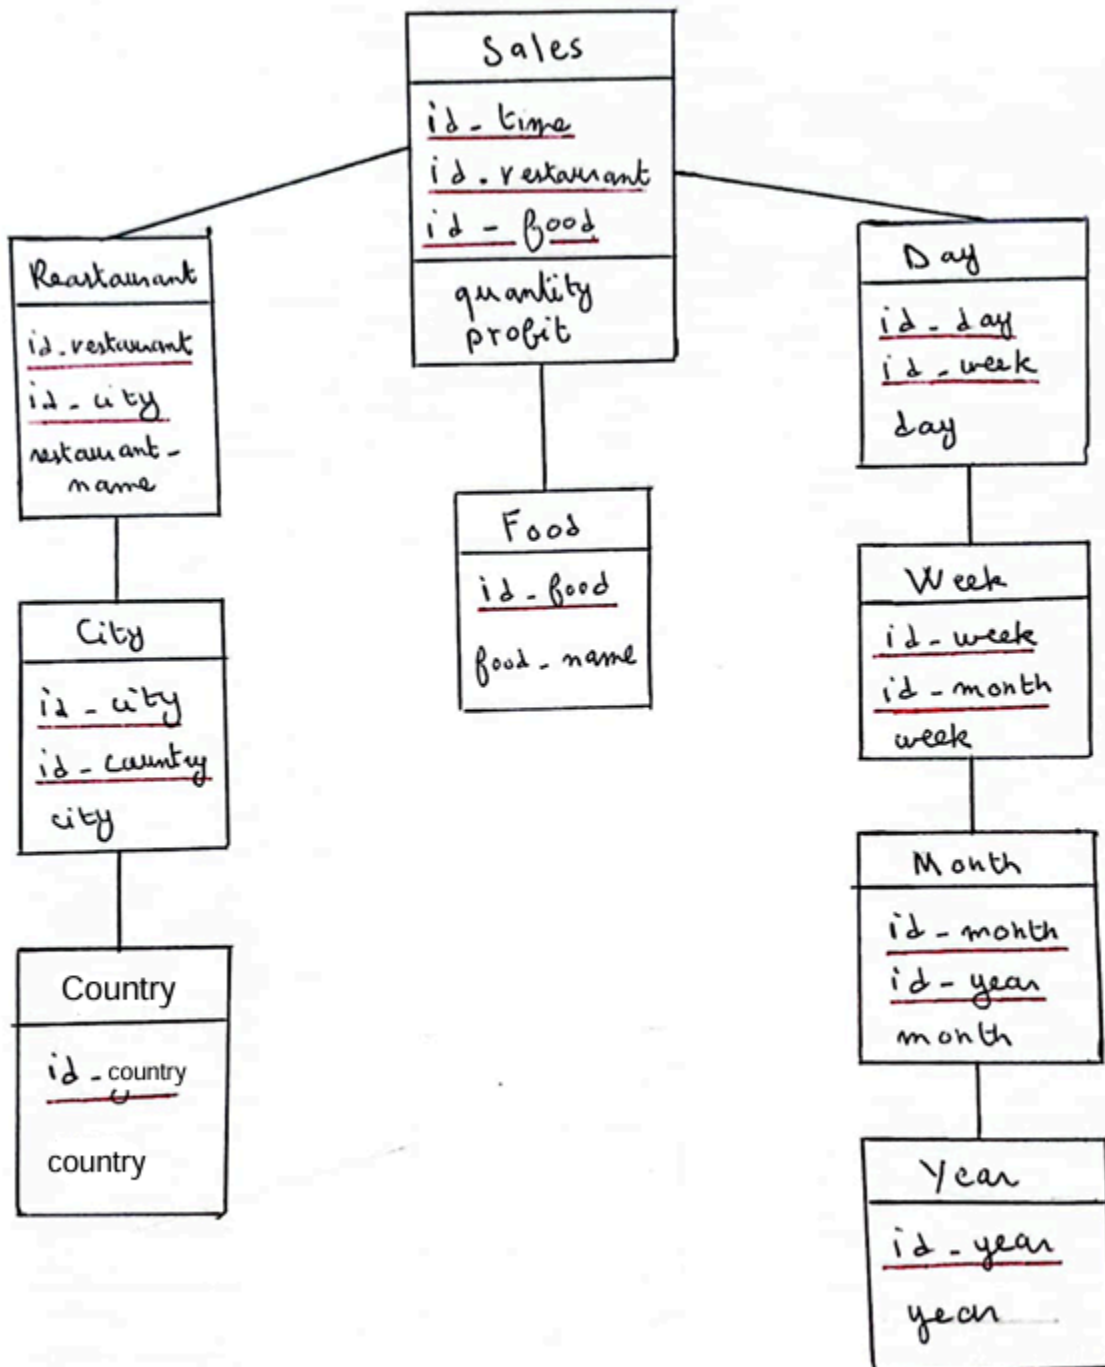 Sales
id_time
id_restaurant
id_food
quantity
profit
Reastaurant
id_restaurant
id_city
restaurant_
name
City
id_city
id_country
city
Country
id_country
country
Food
id_food
food_name
Day
id_day
id_week
day
Week
id_week
id_month
week
Month
id_month
id_year
month
Year
id_year
year